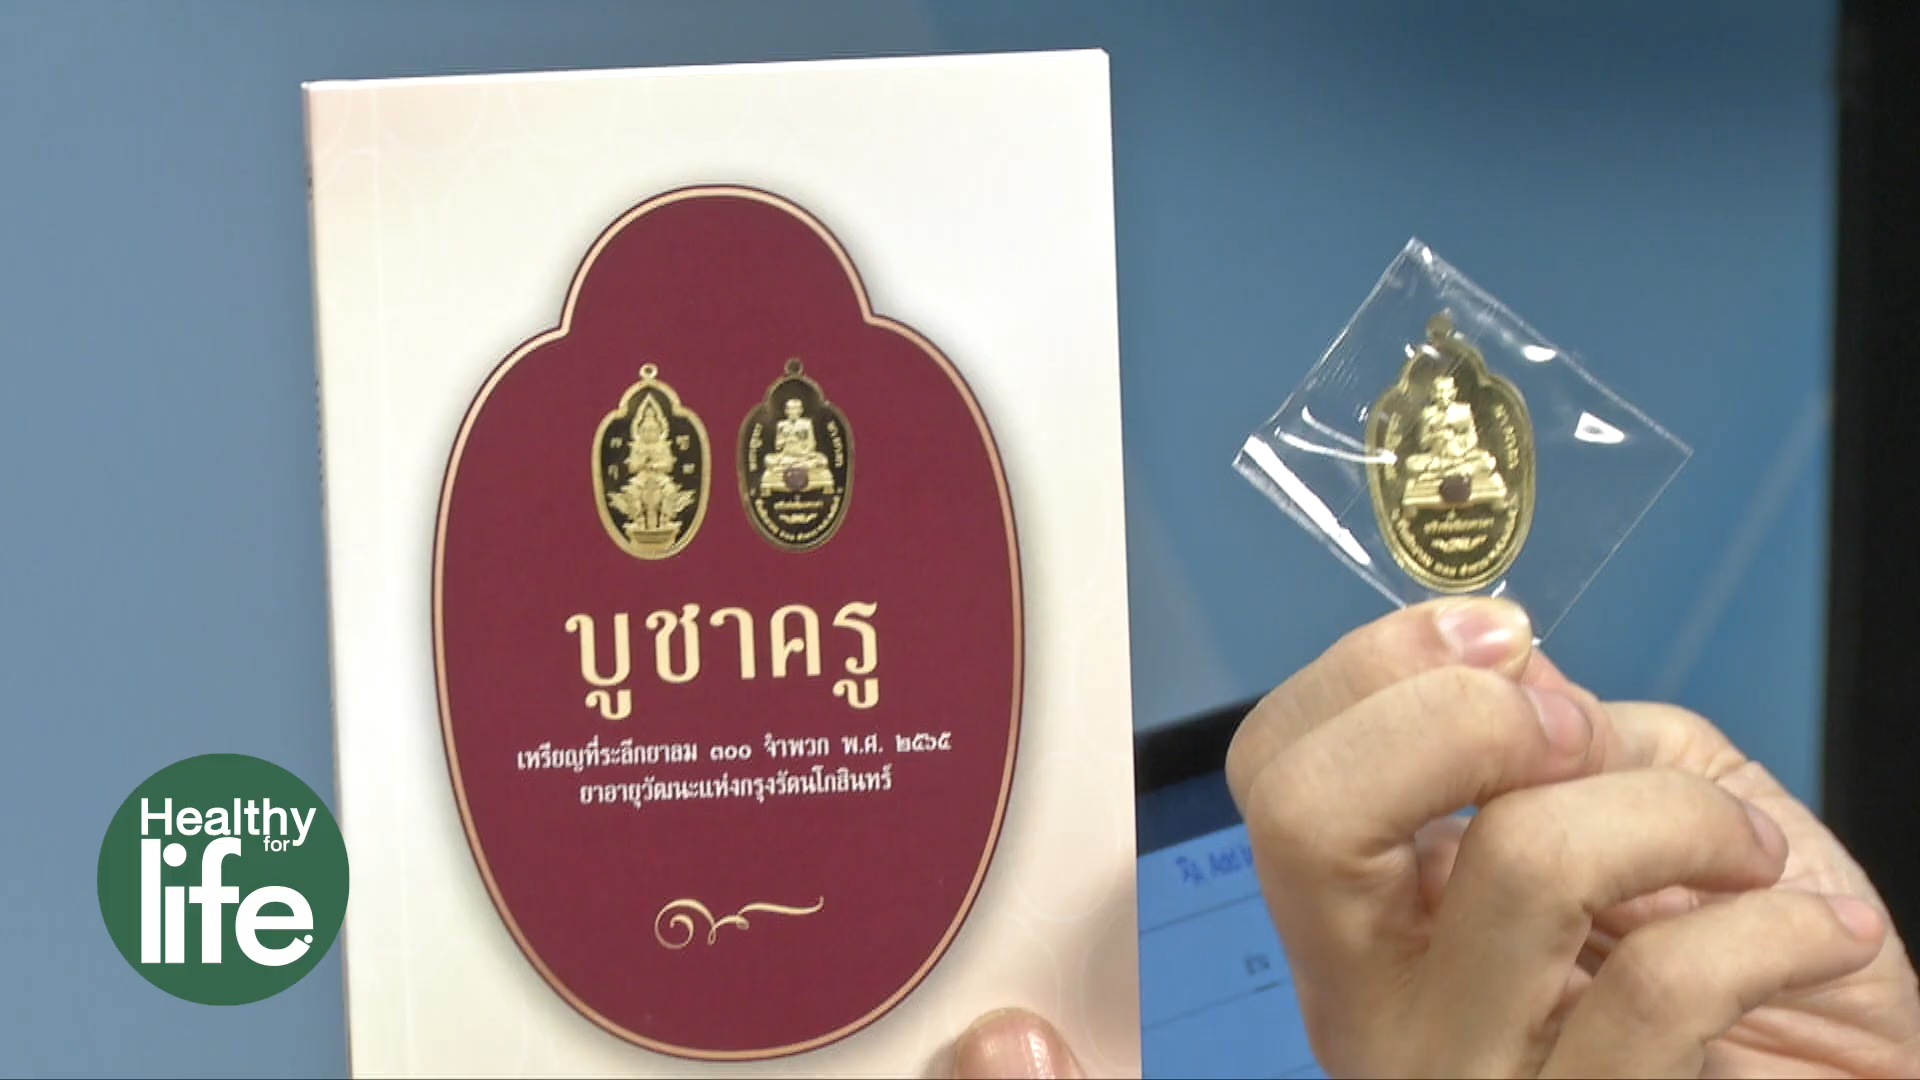 บูชาครู
เหรียญที่ระลึกยาลม ๓๐๐ จำพวก พ.ศ. ๒๕๖๕
ยาอายุวัฒนะแห่งกรุงรัตนโกสินทร์
Healthy
for
life.
Add